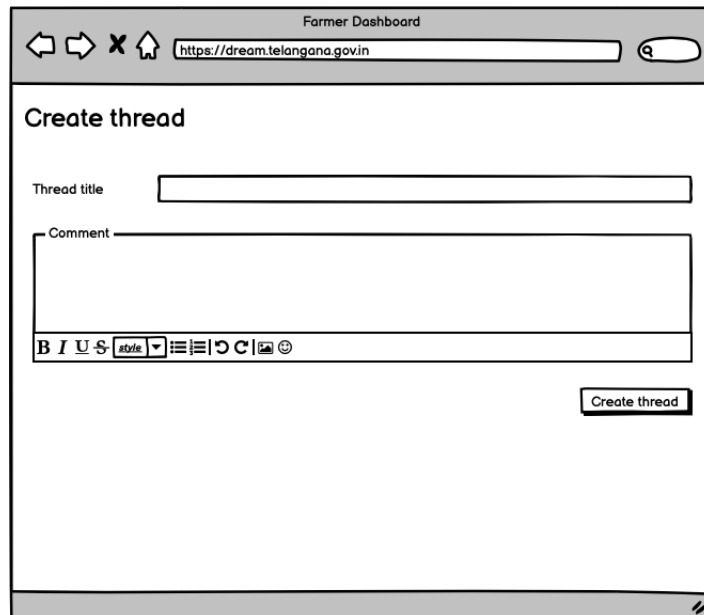 Farmer Dashboard
https://dream.telangana.gov.in
Create thread
Thread title
Comment
B I U S style
Create thread